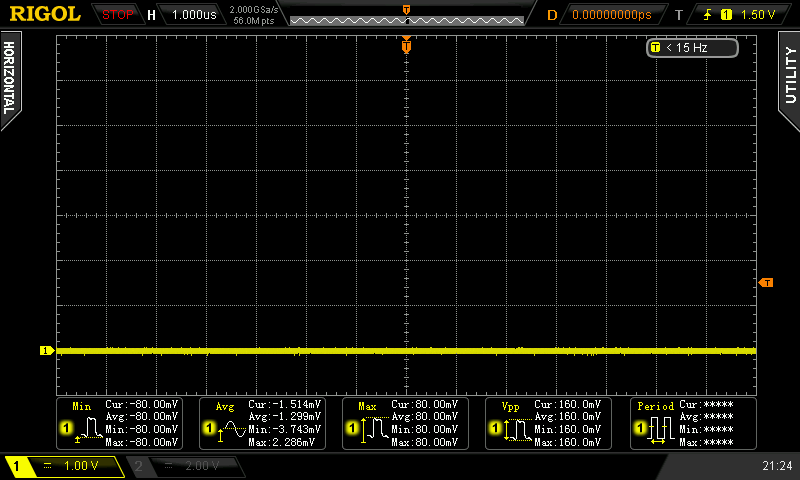 RIGOL STOP H 1.000us 2.000GSa/s 56.0M pts T D 0.00000000ps T 1 1.50 V
HORIZONTAL
T
T < 15 Hz
UTILITY
T
1
Min Cur:-80.00mV
Avg:-80.00mV
1 Min:-80.00mV
Max:-80.00mV
Avg Cur:-1.514mV
Avg:-1.299mV
1 Min:-3.743mV
Max:2.286mV
Max Cur:80.00mV
Avg:80.00mV
1 Min:80.00mV
Max:80.00mV
Vpp Cur:160.0mV
Avg:160.0mV
1 Min:160.0mV
Max:160.0mV
Period Cur:*****
Avg:*****
1 Min:*****
Max:*****
1 1.00 V 2 2.00 V 21:24